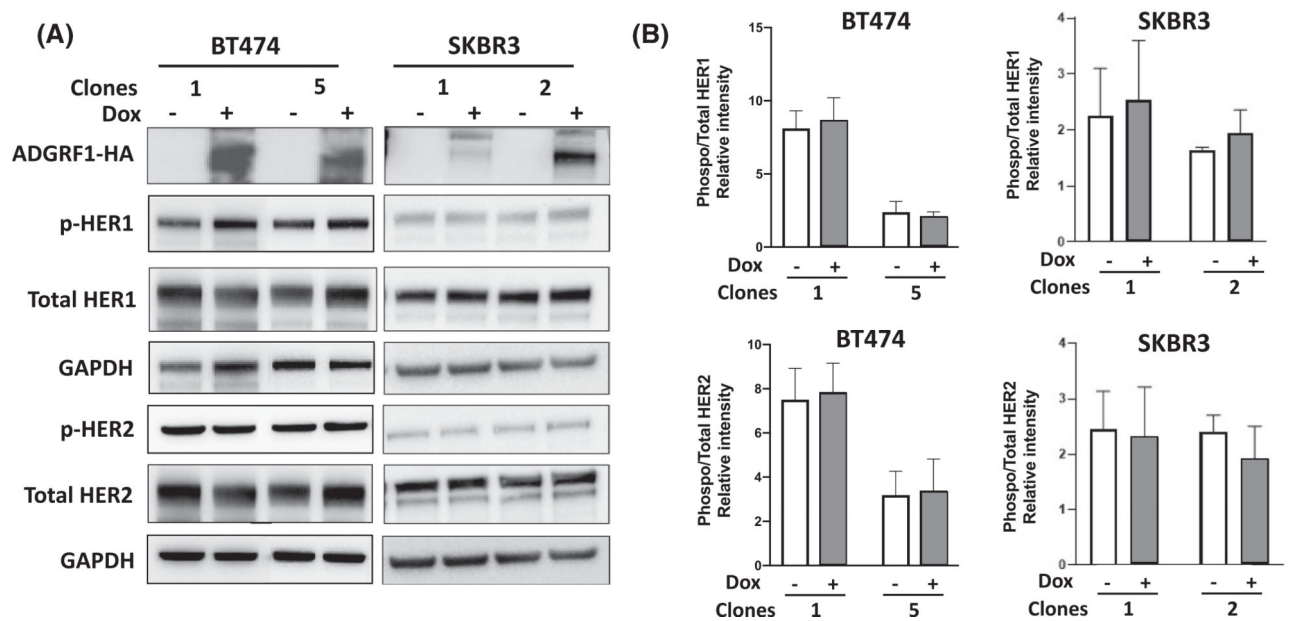 (A)
BT474 SKBR3
Clones 1 5 1 2
Dox - + - + - + - +
ADGRF1-HA
p-HER1
Total HER1
GAPDH
p-HER2
Total HER2
GAPDH
(B)
BT474
Phospo/Total HER1
Relative intensity
15
10
5
0
Dox - + - +
Clones 1 5
SKBR3
Phospo/Total HER1
Relative intensity
4
3
2
1
0
Dox - + - +
Clones 1 2
BT474
Phospo/Total HER2
Relative intensity
10
8
6
4
2
0
Dox - + - +
Clones 1 5
SKBR3
Phospo/Total HER2
Relative intensity
4
3
2
1
0
Dox - + - +
Clones 1 2